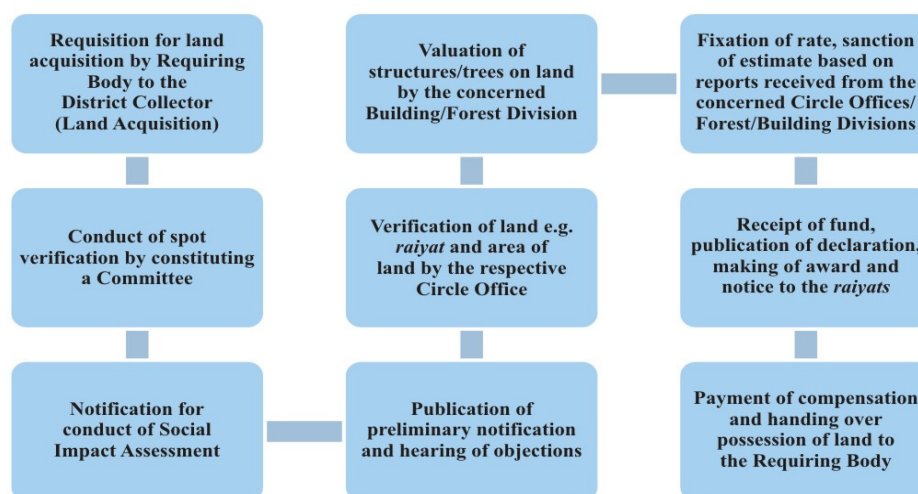 Requisition for land
acquisition by Requiring
Body to the
District Collector
(Land Acquisition)
Conduct of spot
verification by constituting
a Committee
Notification for
conduct of Social
Impact Assessment
Publication of
preliminary notification
and hearing of objections
Verification of land e.g.
raiyat and area of
land by the respective
Circle Office
Valuation of
structures/trees on land
by the concerned
Building/Forest Division
Fixation of rate, sanction
of estimate based on
reports received from the
concerned Circle Offices/
Forest/Building Divisions
Receipt of fund,
publication of declaration,
making of award and
notice to the raiyats
Payment of compensation
and handing over
possession of land to
the Requiring Body